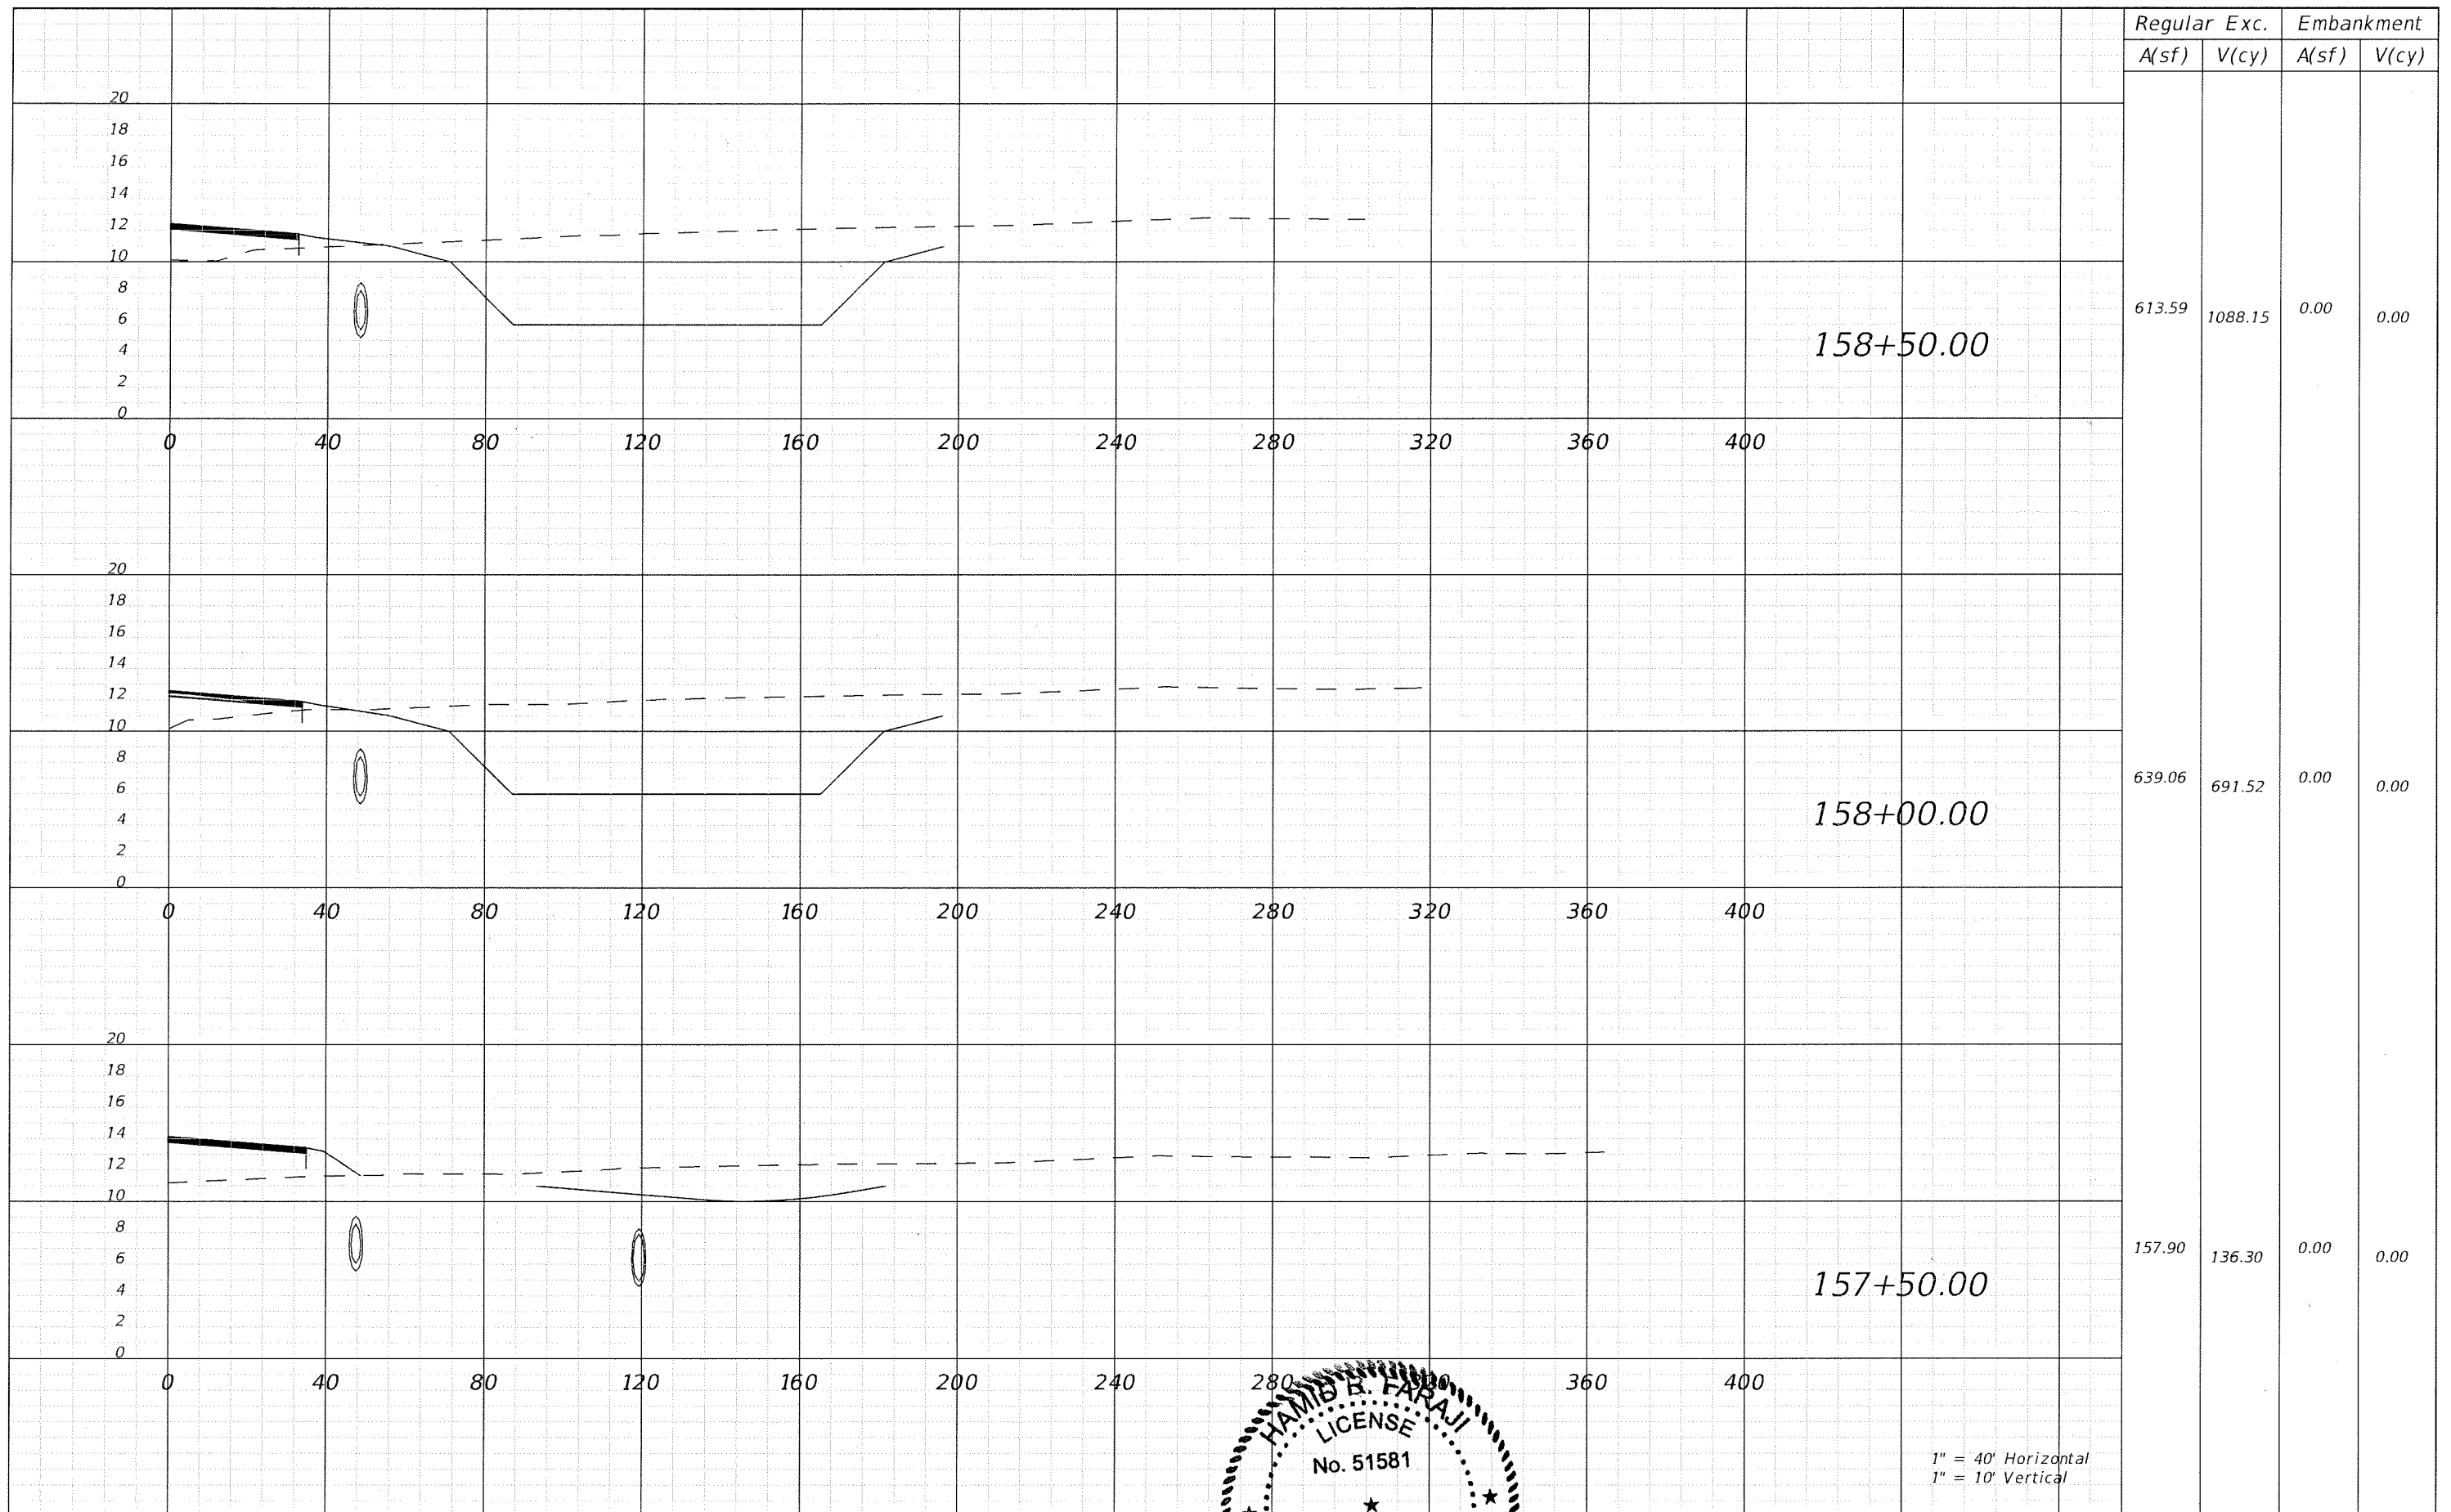 Regular Exc. Embankment
A(sf) V(cy) A(sf) V(cy)
20
18
16
14
12
10
8
6
4
2
0
613.59 1088.15 0.00 0.00
158+50.00
0 40 80 120 160 200 240 280 320 360 400
20
18
16
14
12
10
8
6
4
2
0
639.06 691.52 0.00 0.00
158+00.00
0 40 80 120 160 200 240 280 320 360 400
20
18
16
14
12
10
8
6
4
2
0
157.90 136.30 0.00 0.00
157+50.00
0 40 80 120 160 200 240 280 320 360 400
HAMID R. FARAJI
LICENSE
No. 51581
1" = 40' Horizontal
1" = 10' Vertical